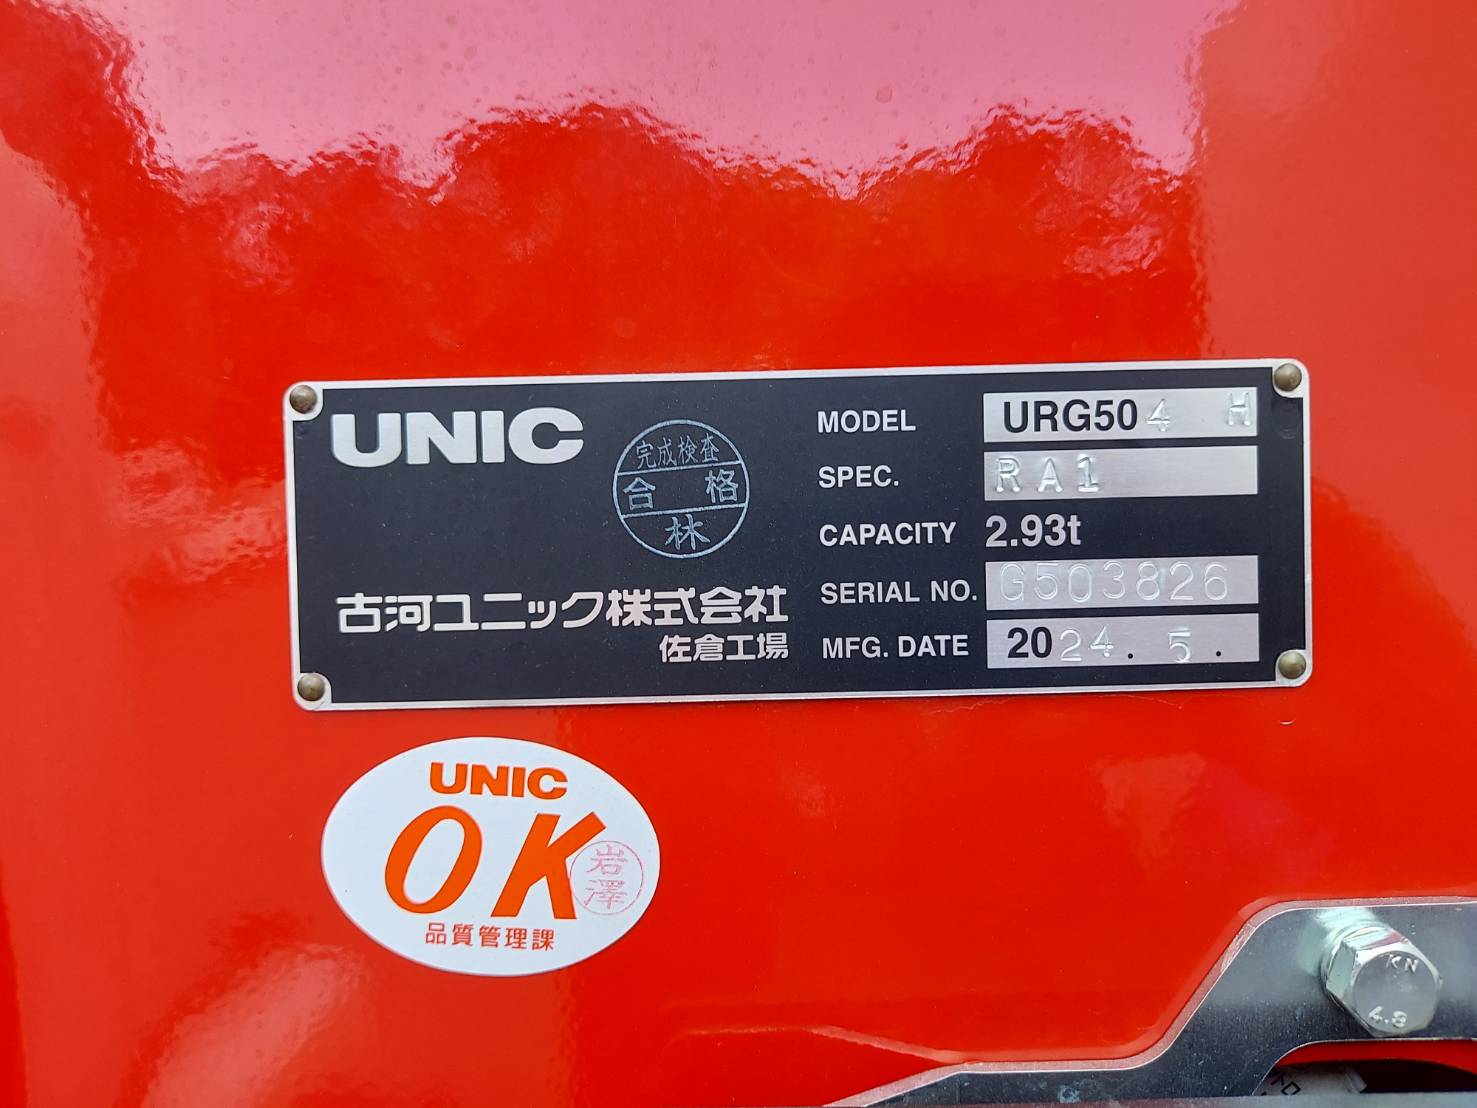 UNIC
完成検査
合 格
林
古河ユニック株式会社
佐倉工場
MODEL URG504 H
SPEC. RA1
CAPACITY 2.93t
SERIAL NO. G503826
MFG. DATE 2024. 5.
UNIC
OK
岩澤
品質管理課
KN
4.8